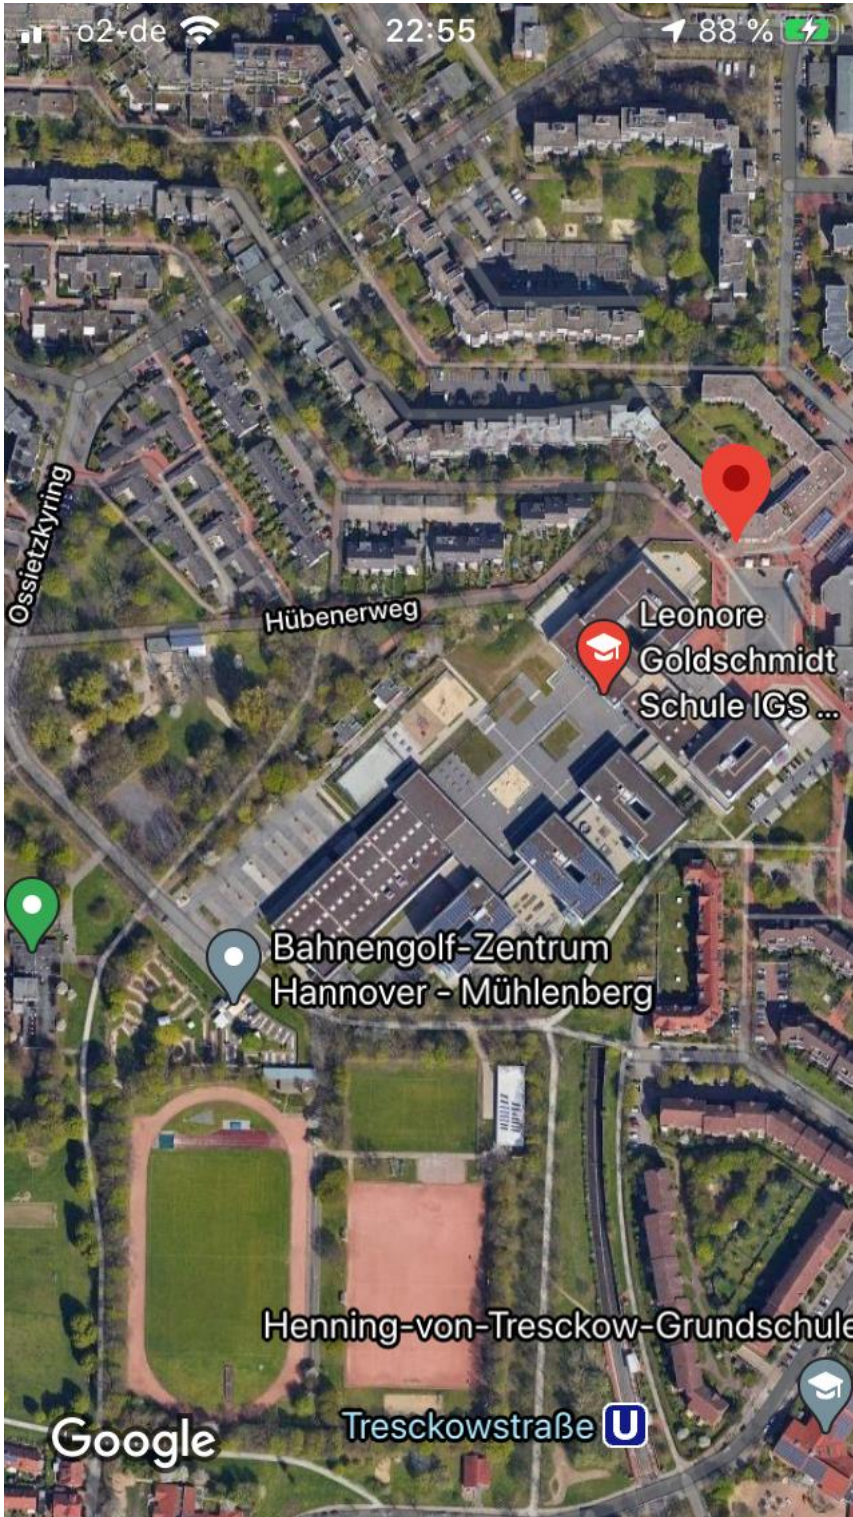 o2-de 22:55 88 %
Ossietzkyring
Hübenerweg
Leonore
Goldschmidt
Schule IGS ...
Bahnengolf-Zentrum
Hannover - Mühlenberg
Henning-von-Tresckow-Grundschule
Tresckowstraße U
Google